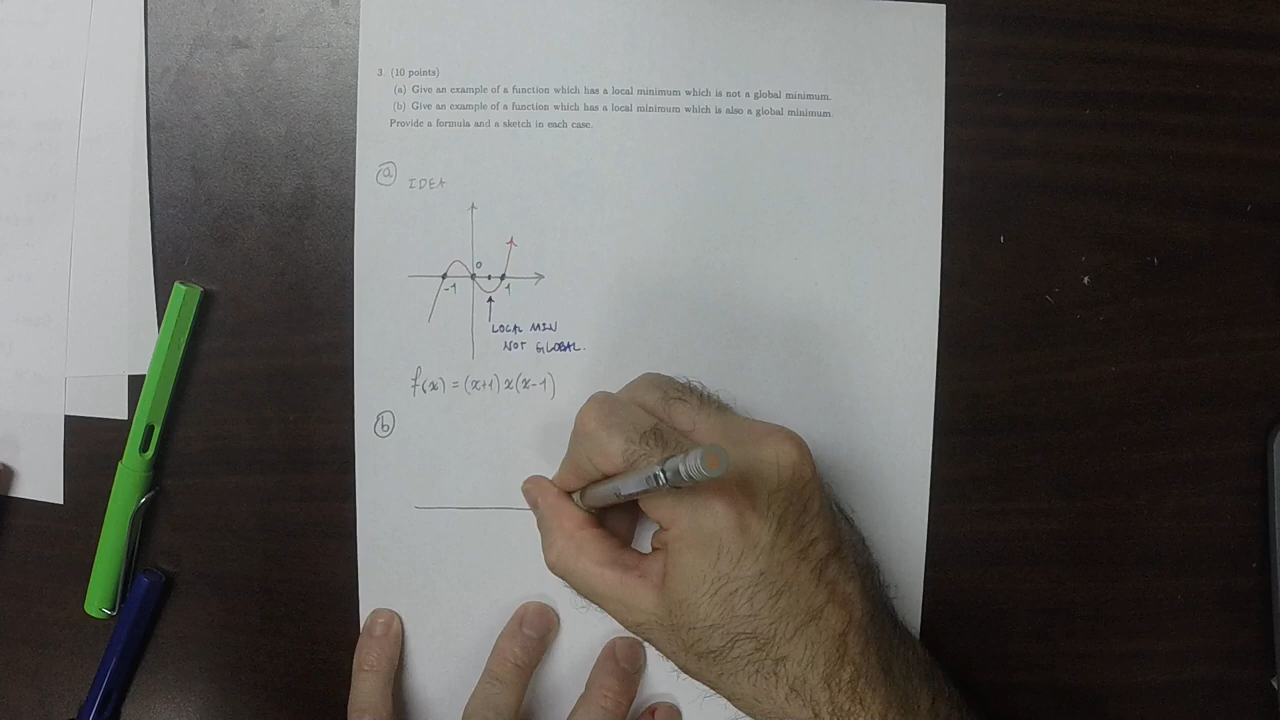 3. (10 points)
(a) Give an example of a function which has a local minimum which is not a global minimum.
(b) Give an example of a function which has a local minimum which is also a global minimum.
Provide a formula and a sketch in each case.
(a) IDEA
0
-1 1
LOCAL MIN
NOT GLOBAL.
f(x) = (x+1) x (x-1)
(b)